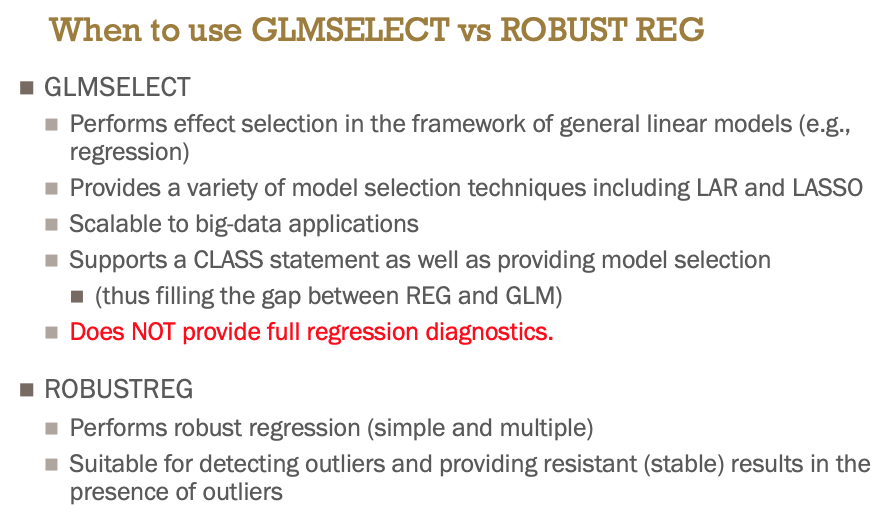 When to use GLMSELECT vs ROBUST REG
GLMSELECT
Performs effect selection in the framework of general linear models (e.g.,
regression)
Provides a variety of model selection techniques including LAR and LASSO
Scalable to big-data applications
Supports a CLASS statement as well as providing model selection
(thus filling the gap between REG and GLM)
Does NOT provide full regression diagnostics.
ROBUSTREG
Performs robust regression (simple and multiple)
Suitable for detecting outliers and providing resistant (stable) results in the
presence of outliers